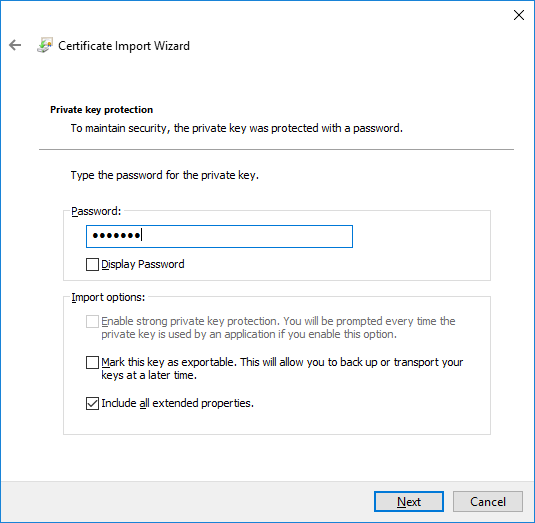 Certificate Import Wizard
Private key protection
To maintain security, the private key was protected with a password.
Type the password for the private key.
Password:
•••••••
Display Password
Import options:
Enable strong private key protection. You will be prompted every time the
private key is used by an application if you enable this option.
Mark this key as exportable. This will allow you to back up or transport your
keys at a later time.
Include all extended properties.
Next
Cancel